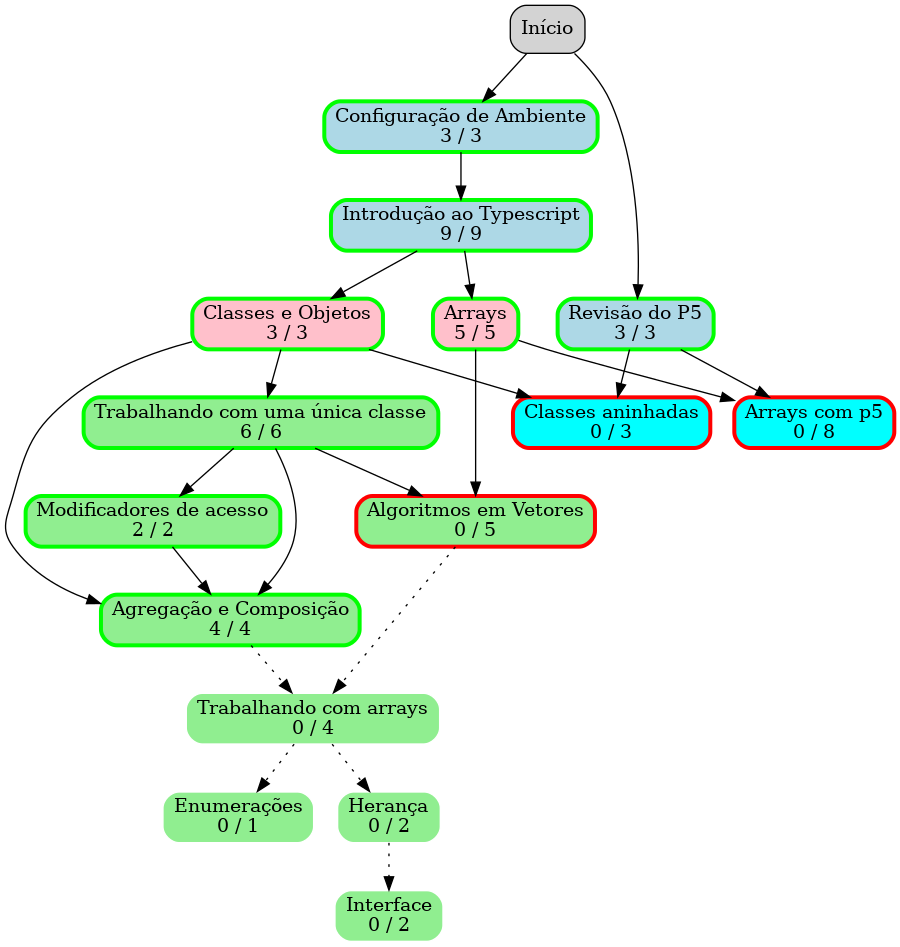 Início
Configuração de Ambiente
3 / 3
Introdução ao Typescript
9 / 9
Classes e Objetos
3 / 3
Arrays
5 / 5
Revisão do P5
3 / 3
Trabalhando com uma única classe
6 / 6
Classes aninhadas
0 / 3
Arrays com p5
0 / 8
Modificadores de acesso
2 / 2
Algoritmos em Vetores
0 / 5
Agregação e Composição
4 / 4
Trabalhando com arrays
0 / 4
Enumerações
0 / 1
Herança
0 / 2
Interface
0 / 2